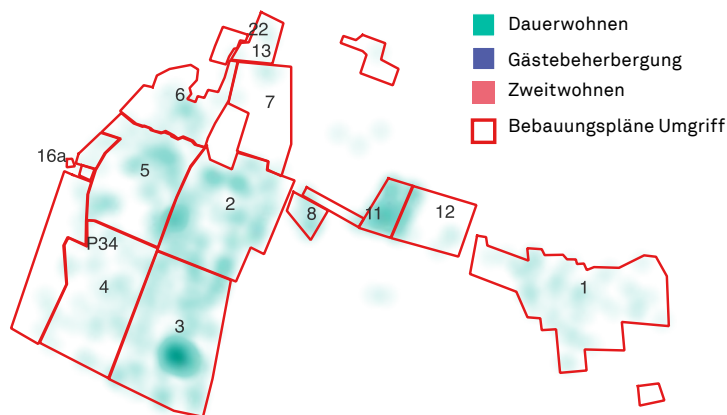 Dauerwohnen
Gästebeherbergung
Zweitwohnen
Bebauungspläne Umgriff
22
13
6
7
16a
5
2
8
11
12
P34
4
1
3